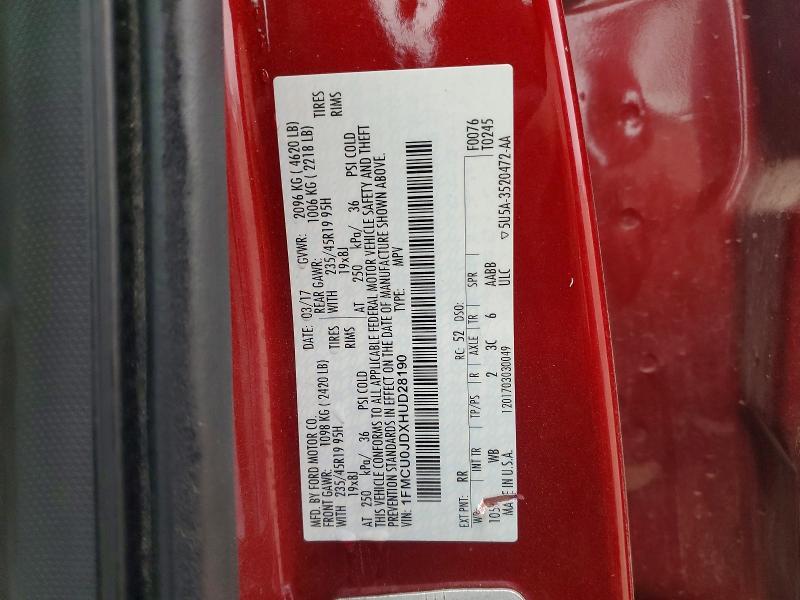 MFD. BY FORD MOTOR CO. DATE: 03/17 GVWR: 2096 KG ( 4620 LB)
FRONT GAWR: 1098 KG ( 2420 LB) REAR GAWR: 1006 KG ( 2218 LB)
WITH 235/45R19 95H TIRES WITH 235/45R19 95H TIRES
19x8J RIMS 19x8J RIMS
AT 250 kPa/ 36 PSI COLD AT 250 kPa/ 36 PSI COLD
THIS VEHICLE CONFORMS TO ALL APPLICABLE FEDERAL MOTOR VEHICLE SAFETY AND THEFT
PREVENTION STANDARDS IN EFFECT ON THE DATE OF MANUFACTURE SHOWN ABOVE.
VIN: 1FMCU0JDXHUD28190 TYPE: MPV
EXT PNT: RR RC: 52 DSO: F0076
WB INT TR TP/PS R AXLE TR SPR T0245
105 WB 2 3C 6 AABB
MADE IN U.S.A. 1201703030049 ULC ▽5U5A-3520472-AA